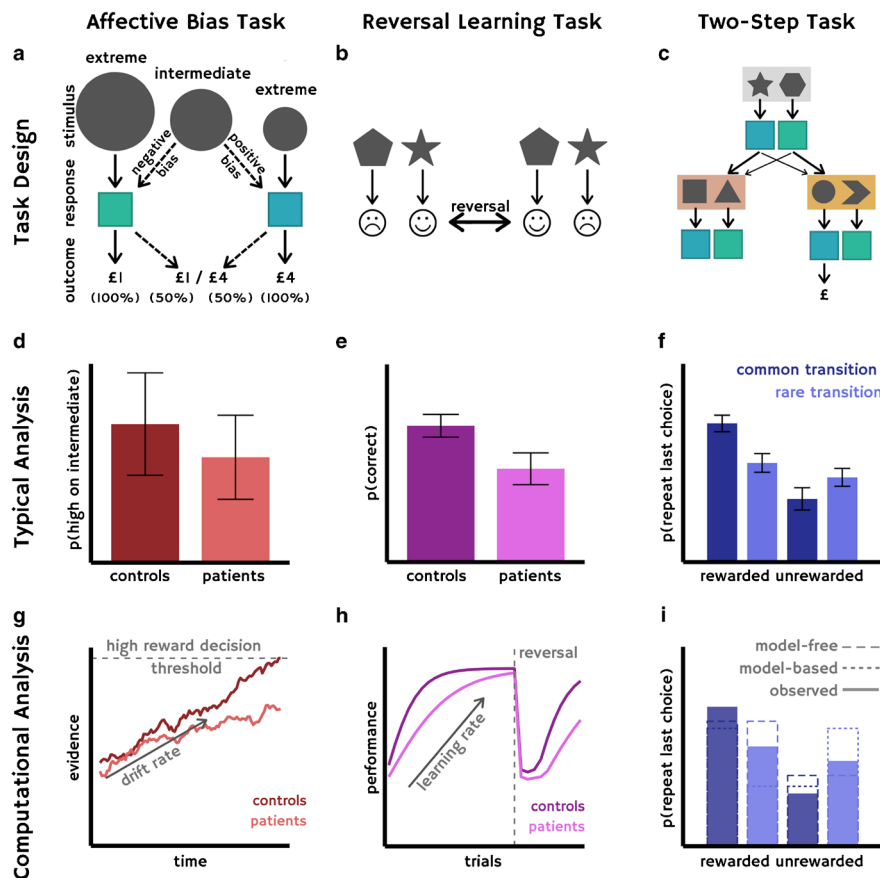 Affective Bias Task
Reversal Learning Task
Two-Step Task
Task Design
a
extreme
intermediate
extreme
stimulus
negative
bias
positive
bias
response
outcome
£1
£1 / £4
£4
(100%)
(50%)
(50%)
(100%)
b
reversal
c
£
Typical Analysis
d
p(high on intermediate)
controls
patients
e
p(correct)
controls
patients
f
common transition
rare transition
p(repeat last choice)
rewarded unrewarded
Computational Analysis
g
high reward decision
threshold
evidence
drift rate
controls
patients
time
h
reversal
performance
learning rate
controls
patients
trials
i
model-free
model-based
observed
p(repeat last choice)
rewarded unrewarded